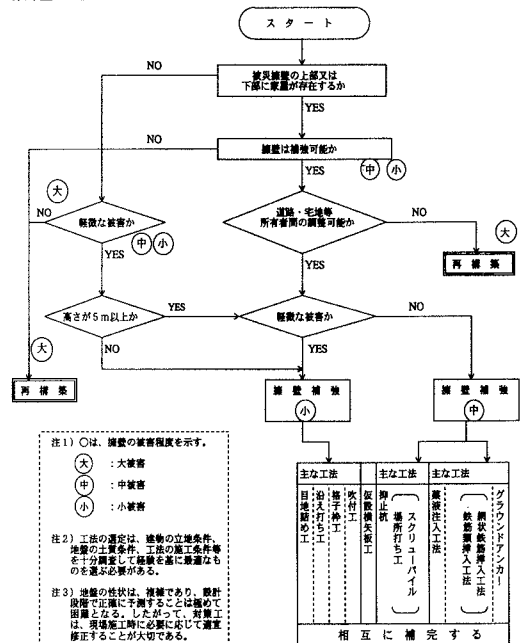 スタート
NO
被災擁壁の上部又は
下部に家屋が存在するか
YES
NO
擁壁は補強可能か
YES
中 小
大
NO
軽微な被害か
中 小
YES
道路・宅地等
所有者間の調整可能か
NO
大
再構築
YES
高さが5m以上か
YES
軽微な被害か
NO
大
NO
YES
再構築
擁壁補強
小
擁壁補強
中
注1)○は、擁壁の被害程度を示す。
大 :大被害
中 :中被害
小 :小被害
注2)工法の選定は、建物の立地条件、
地盤の土質条件、工法の施工条件等
を十分調査して経験を基に最適なも
のを選ぶ必要がある。
注3)地盤の性状は、複雑であり、設計
段階で正確に予測することは極めて
困難となる。したがって、対策工
は、現場施工時に必要に応じて適宜
修正することが大切である。
主な工法
目地詰め工
沿え打ち工
格子枠工
吹付工
主な工法
仮設横矢板工
抑止杭
場所打ち工
スクリューパイル
主な工法
薬液注入工法
鉄筋類挿入工法
網状鉄筋挿入工法
グラウンドアンカー
相互に補完する